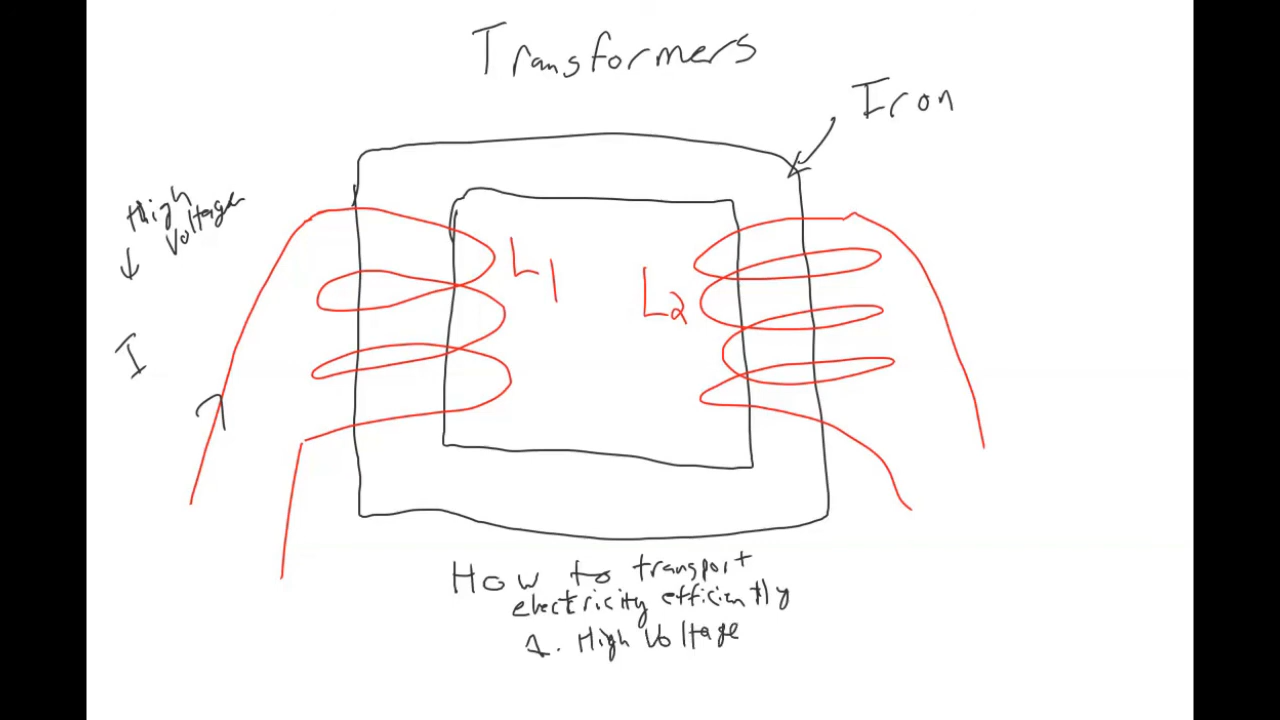 Transformers
Iron
High
Voltage
↓
I
L1
L2
How to transport
electricity efficiently
1. High Voltage